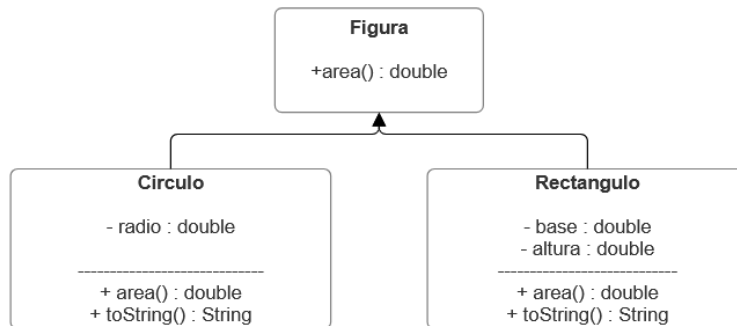 Figura
+area() : double
Circulo
- radio : double
------------------------------
+ area() : double
+ toString() : String
Rectangulo
- base : double
- altura : double
------------------------------
+ area() : double
+ toString() : String